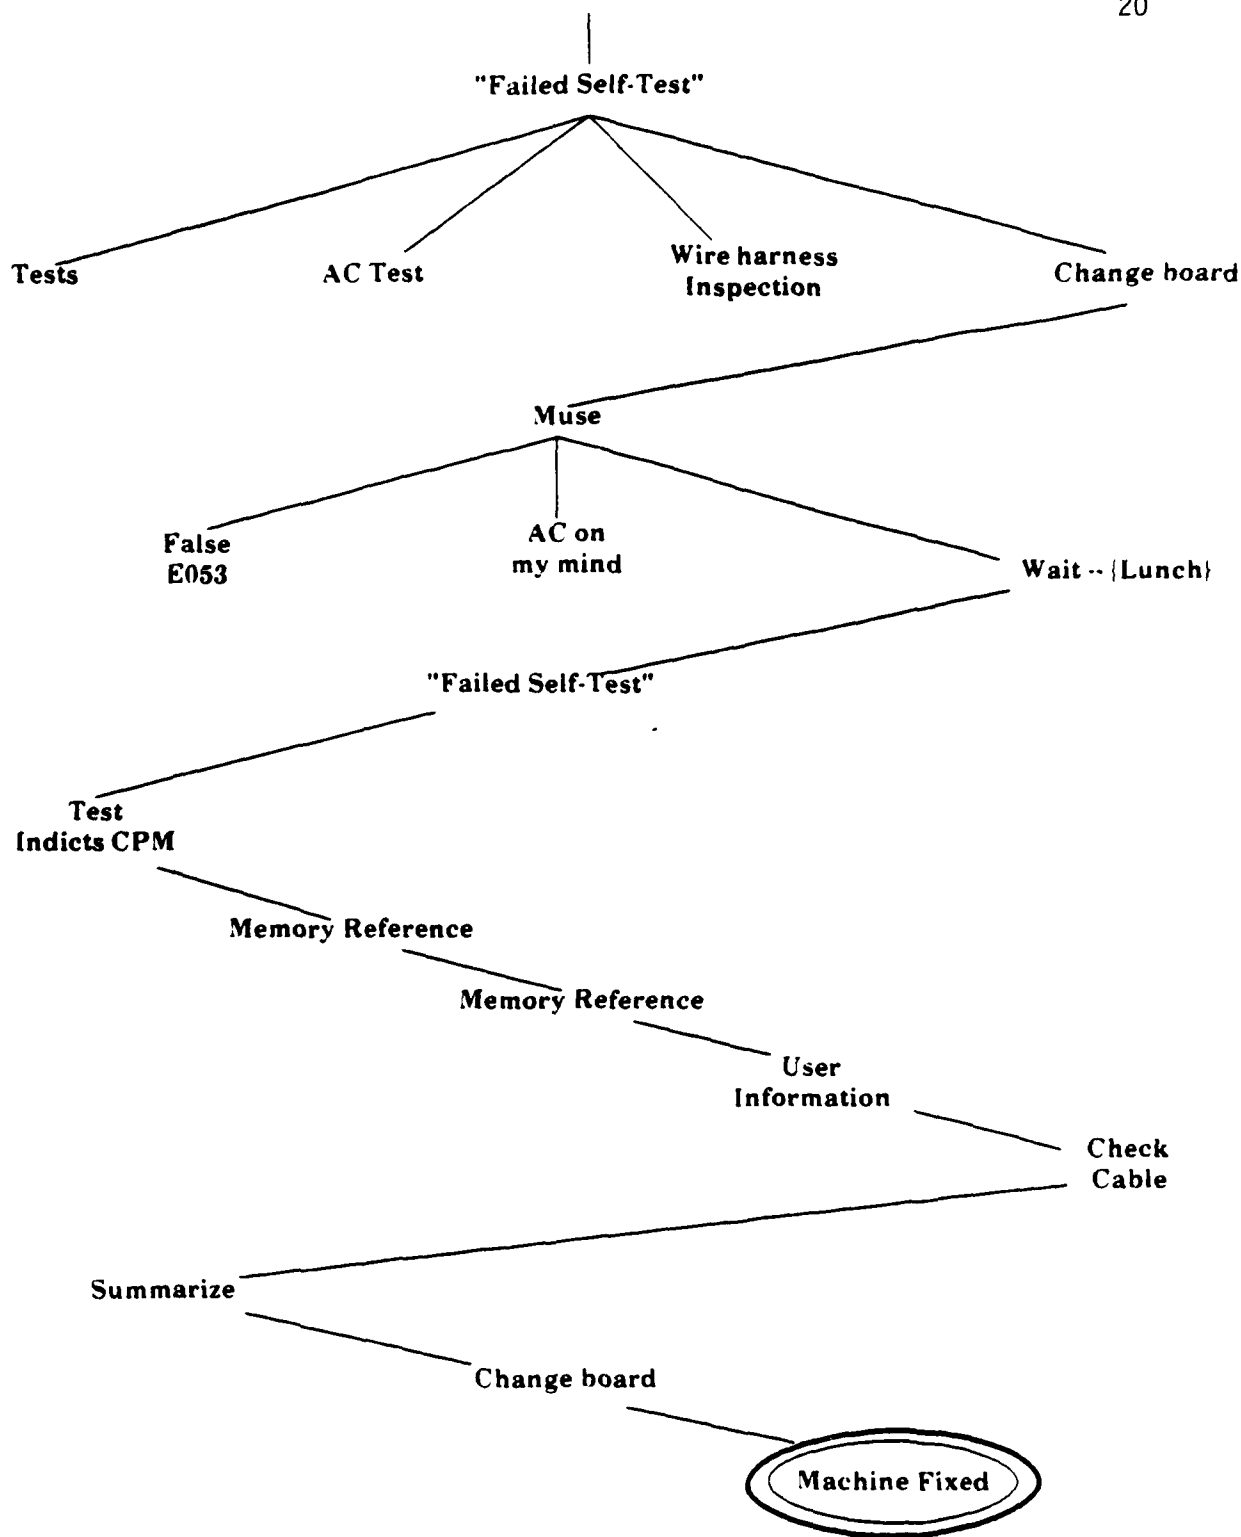 20
"Failed Self-Test"
Tests
AC Test
Wire harness
Inspection
Change board
Muse
False
E053
AC on
my mind
Wait -- {Lunch}
"Failed Self-Test"
Test
Indicts CPM
Memory Reference
Memory Reference
User
Information
Check
Cable
Summarize
Change board
Machine Fixed